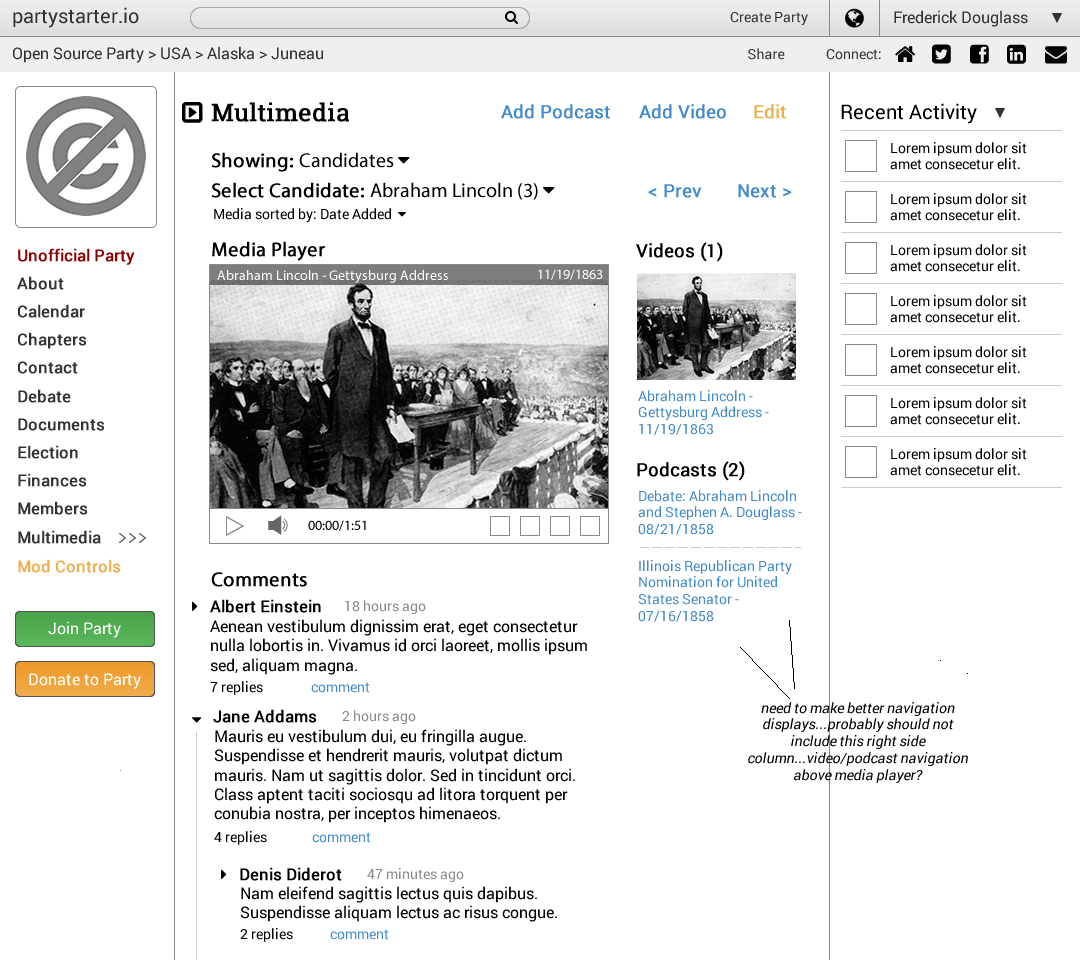 partystarter.io
Create Party
Frederick Douglass ▼
Open Source Party > USA > Alaska > Juneau
Share
Connect:
Unofficial Party
About
Calendar
Chapters
Contact
Debate
Documents
Election
Finances
Members
Multimedia >>>
Mod Controls
Join Party
Donate to Party
Multimedia
Add Podcast
Add Video
Edit
Showing: Candidates
Select Candidate: Abraham Lincoln (3)
< Prev
Next >
Media sorted by: Date Added
Media Player
Abraham Lincoln - Gettysburg Address
11/19/1863
00:00/1:51
Comments
Albert Einstein 18 hours ago
Aenean vestibulum dignissim erat, eget consectetur
nulla lobortis in. Vivamus id orci laoreet, mollis ipsum
sed, aliquam magna.
7 replies comment
Jane Addams 2 hours ago
Mauris eu vestibulum dui, eu fringilla augue.
Suspendisse et hendrerit mauris, volutpat dictum
mauris. Nam ut sagittis dolor. Sed in tincidunt orci.
Class aptent taciti sociosqu ad litora torquent per
conubia nostra, per inceptos himenaeos.
4 replies comment
Denis Diderot 47 minutes ago
Nam eleifend sagittis lectus quis dapibus.
Suspendisse aliquam lectus ac risus congue.
2 replies comment
Videos (1)
Abraham Lincoln -
Gettysburg Address -
11/19/1863
Podcasts (2)
Debate: Abraham Lincoln
and Stephen A. Douglass -
08/21/1858
Illinois Republican Party
Nomination for United
States Senator -
07/16/1858
need to make better navigation
displays...probably should not
include this right side
column...video/podcast navigation
above media player?
Recent Activity ▼
Lorem ipsum dolor sit
amet consecetur elit.
Lorem ipsum dolor sit
amet consecetur elit.
Lorem ipsum dolor sit
amet consecetur elit.
Lorem ipsum dolor sit
amet consecetur elit.
Lorem ipsum dolor sit
amet consecetur elit.
Lorem ipsum dolor sit
amet consecetur elit.
Lorem ipsum dolor sit
amet consecetur elit.